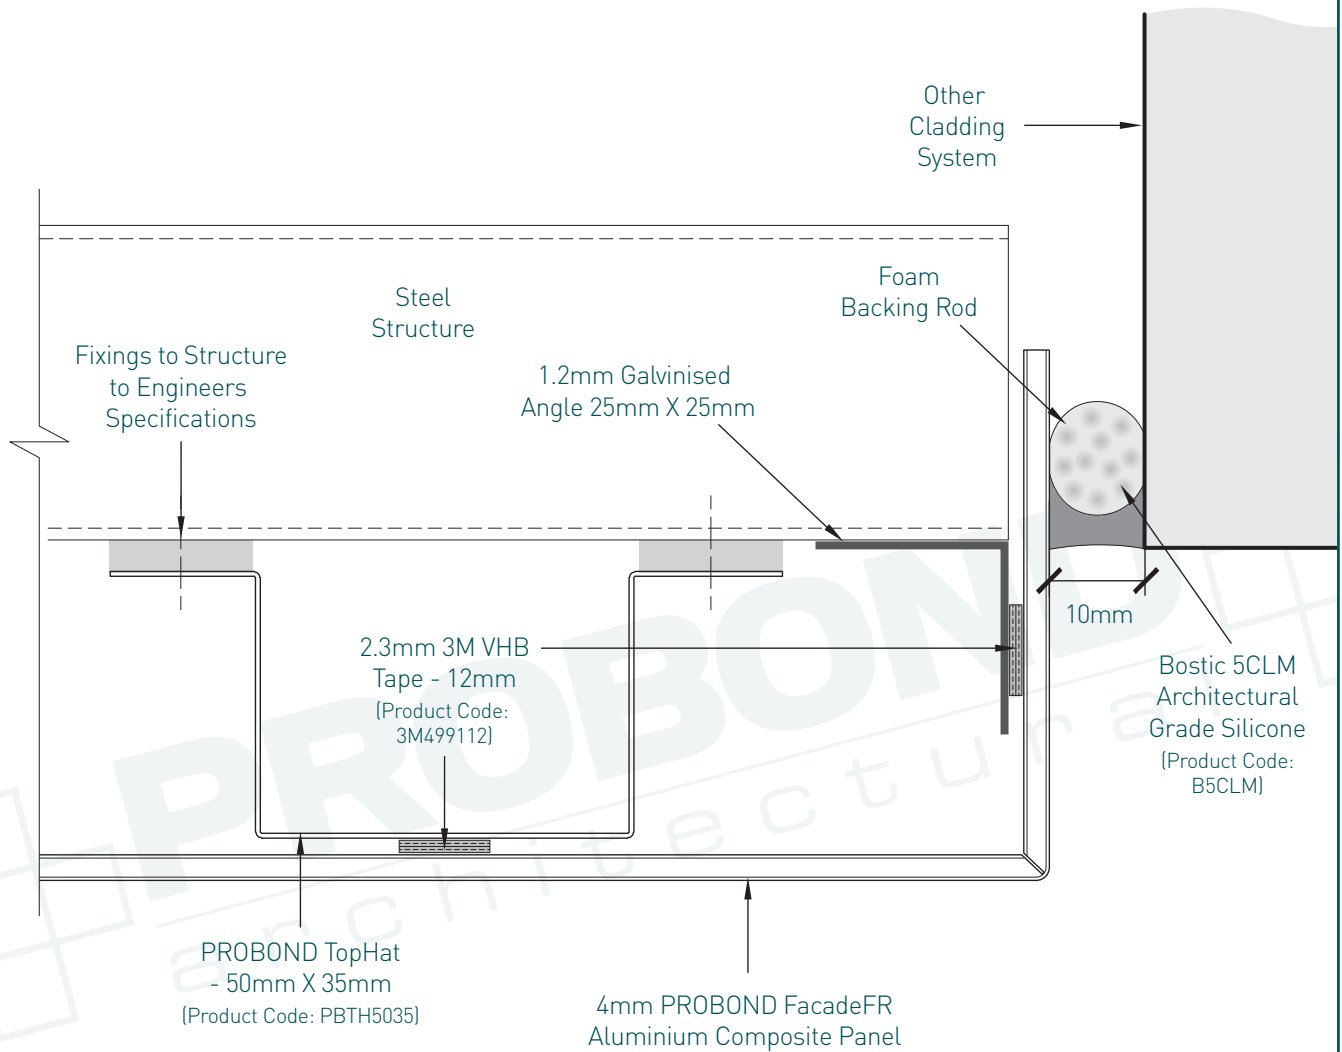 Other
Cladding
System
Foam
Backing Rod
Steel
Structure
Fixings to Structure
to Engineers
Specifications
1.2mm Galvinised
Angle 25mm X 25mm
10mm
2.3mm 3M VHB
Tape - 12mm
(Product Code:
3M499112)
Bostic 5CLM
Architectural
Grade Silicone
(Product Code:
B5CLM)
PROBOND
architectural
PROBOND TopHat
- 50mm X 35mm
(Product Code: PBTH5035)
4mm PROBOND FacadeFR
Aluminium Composite Panel